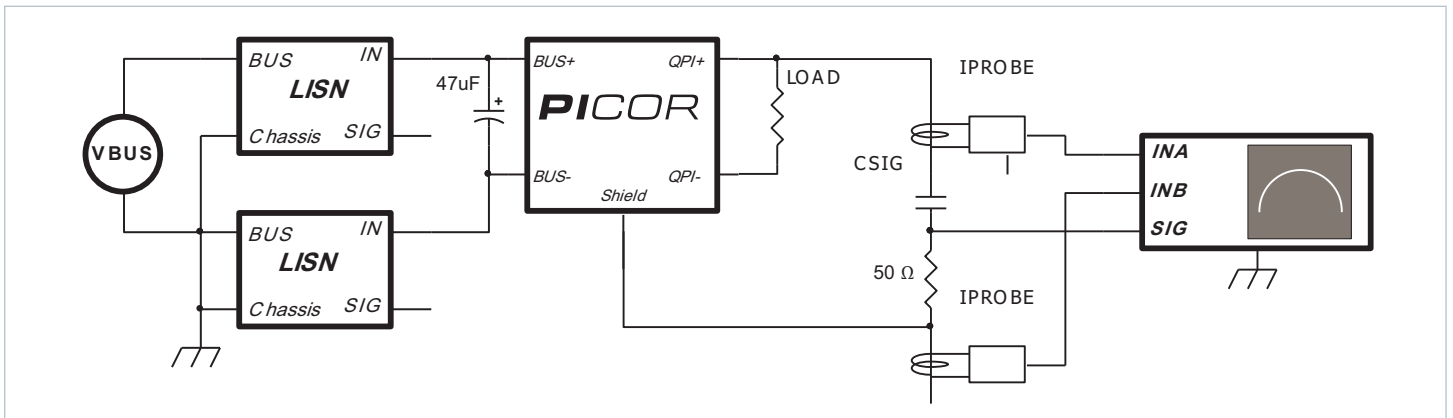 VBUS
BUS
IN
LISN
Chassis
SIG
BUS
IN
LISN
Chassis
SIG
47uF
+
BUS+
QPI+
PICOR
BUS-
QPI-
Shield
LOAD
IPROBE
CSIG
50 Ω
IPROBE
INA
INB
SIG